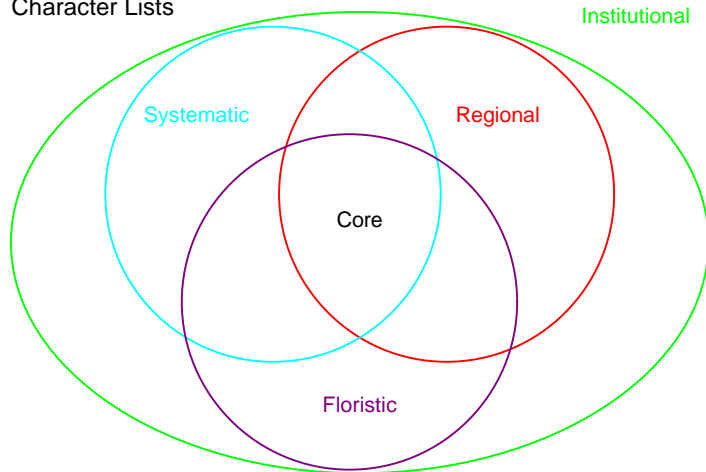 Character Lists
Institutional
Systematic
Regional
Core
Floristic